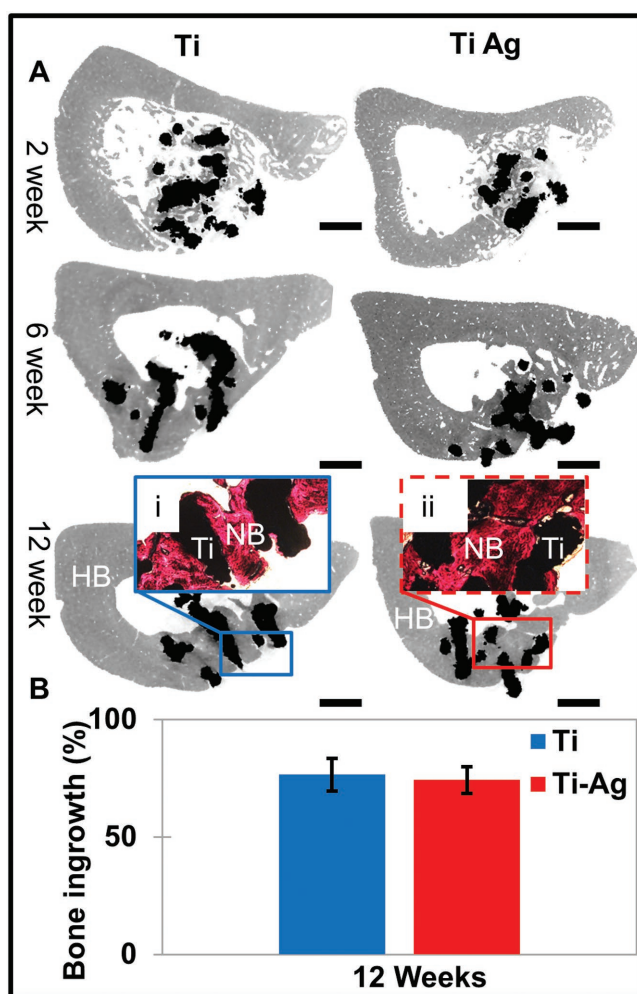 Ti
Ti Ag
A
2 week
6 week
12 week
i
Ti
NB
HB
ii
NB
Ti
HB
B
100
50
0
Bone ingrowth (%)
Ti
Ti-Ag
12 Weeks